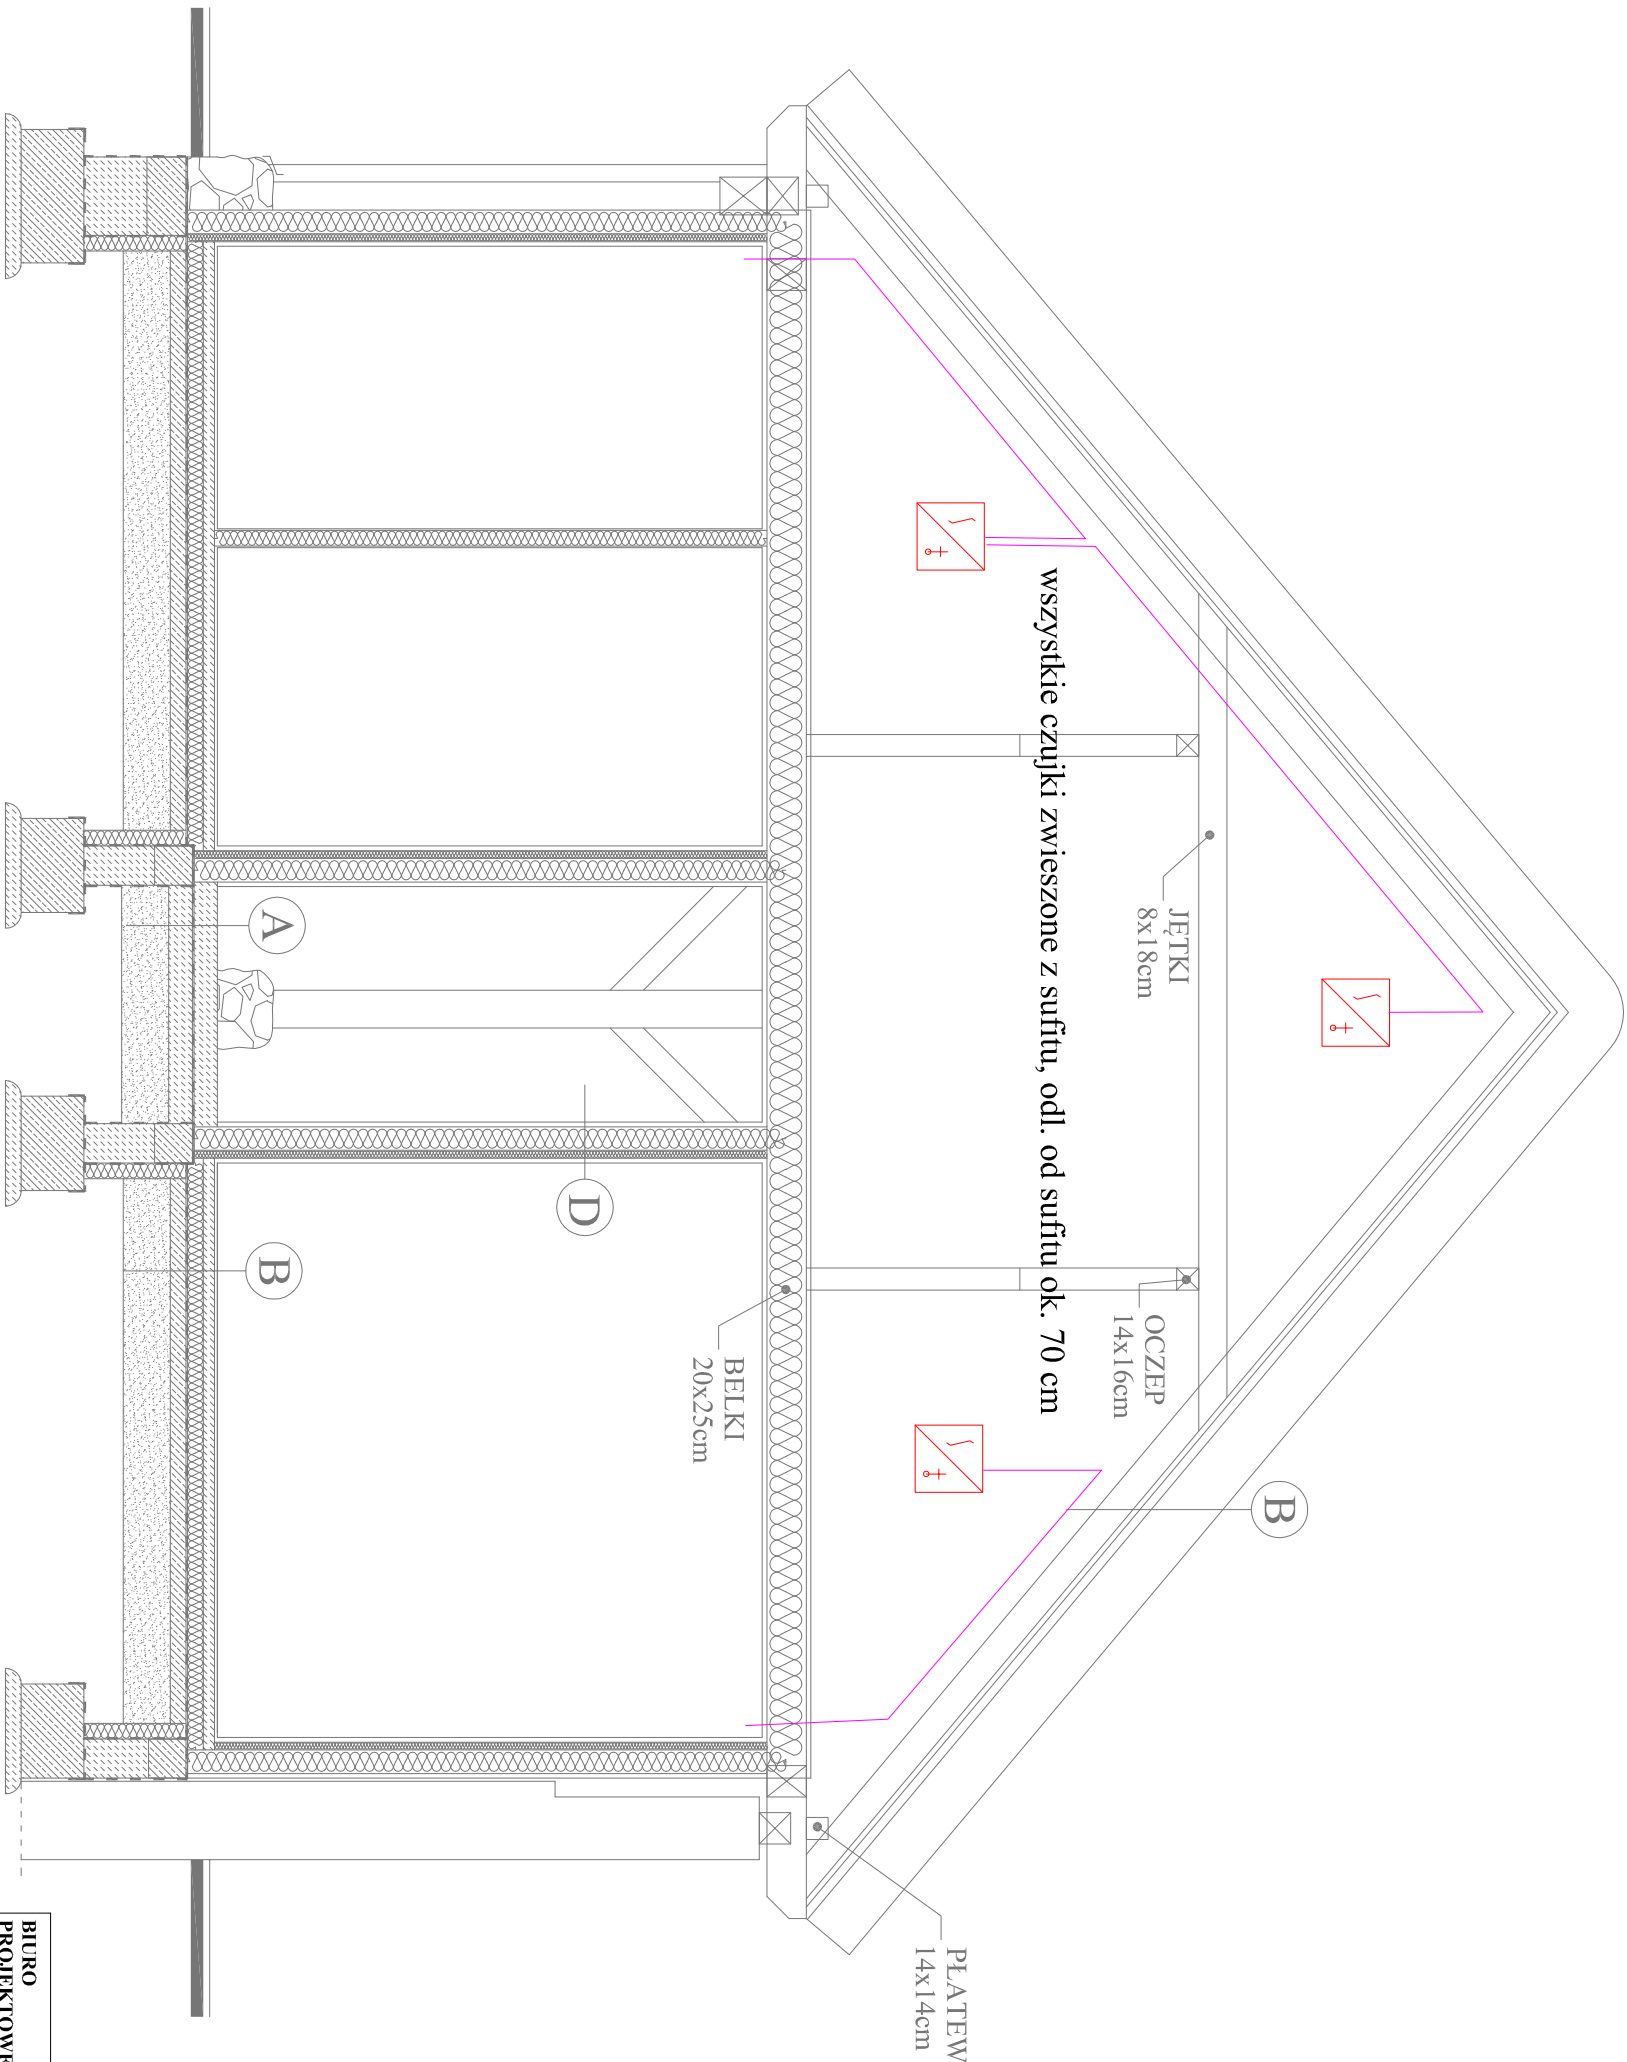 B
JĘTKI
8x18cm
OCZEP
14x16cm
wszystkie czujki zwieszone z sufitu, odl. od sufitu ok. 70 cm
PŁATEW
14x14cm
BELKI
20x25cm
D
A
B
BIURO
PROJEKTOWE